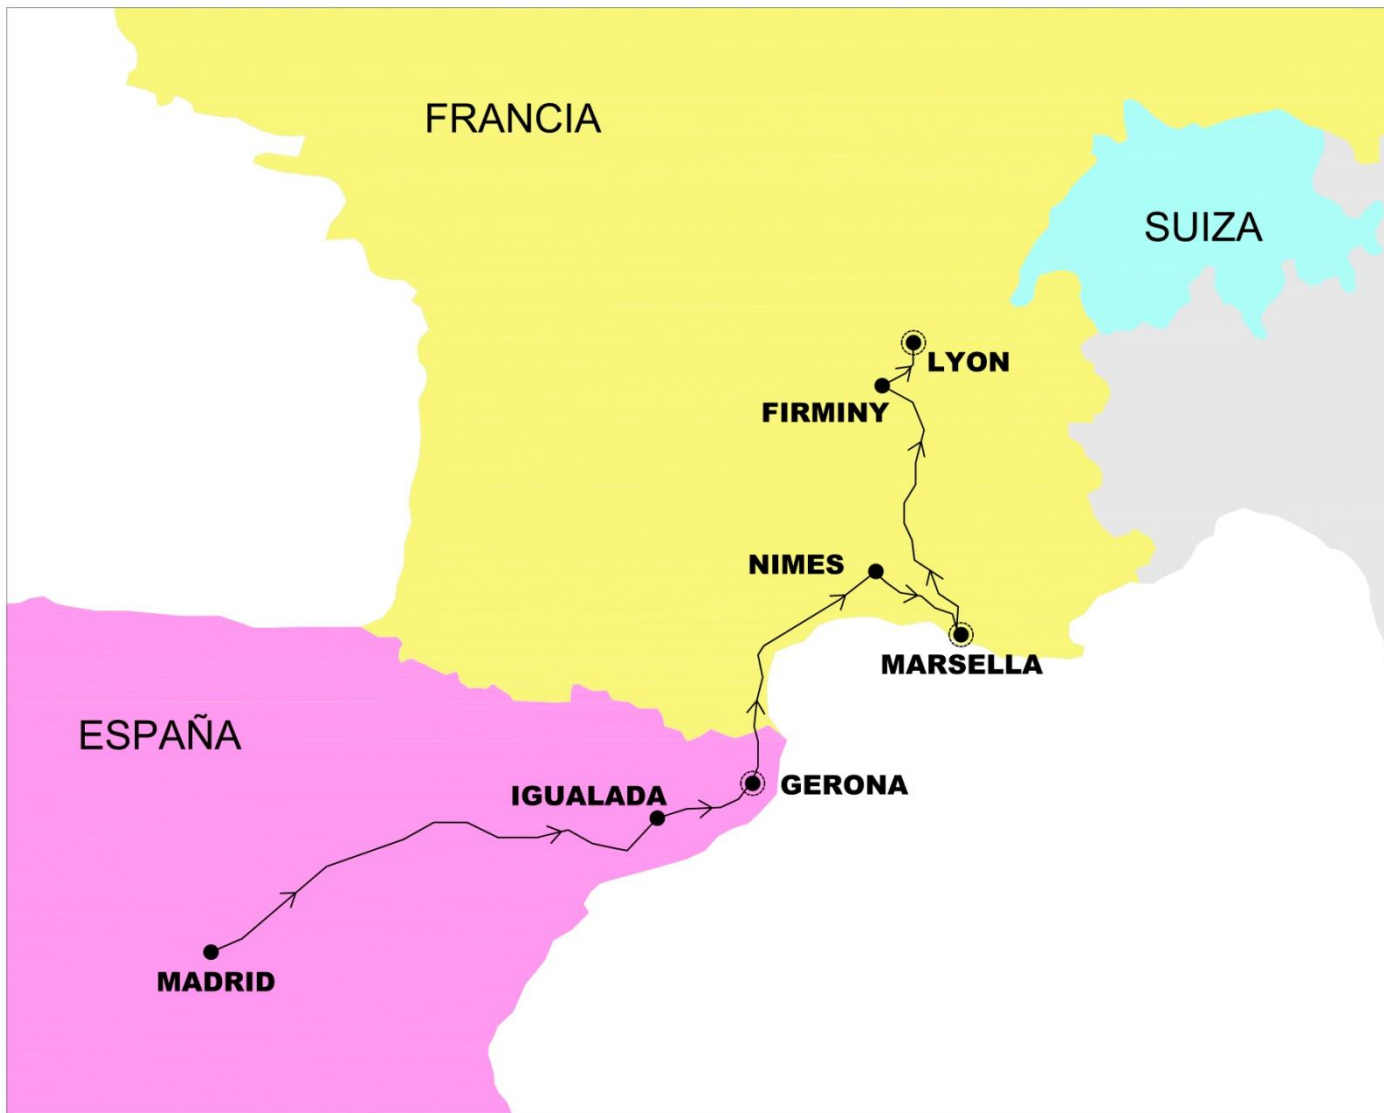 FRANCIA
SUIZA
LYON
FIRMINY
NIMES
MARSELLA
ESPAÑA
GERONA
IGUALADA
MADRID